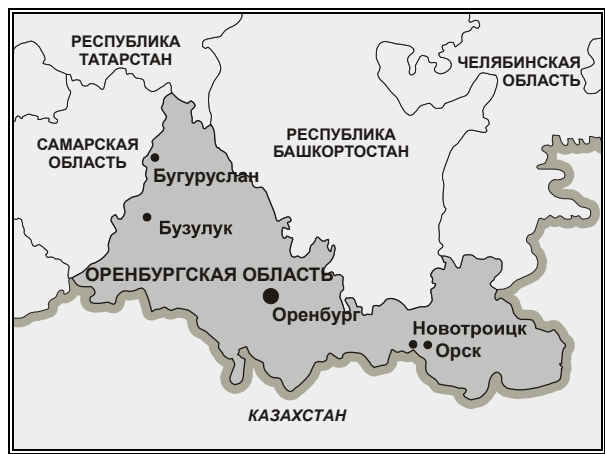 РЕСПУБЛИКА
ТАТАРСТАН
ЧЕЛЯБИНСКАЯ
ОБЛАСТЬ
САМАРСКАЯ
ОБЛАСТЬ
РЕСПУБЛИКА
БАШКОРТОСТАН
Бугуруслан
Бузулук
ОРЕНБУРГСКАЯ ОБЛАСТЬ
Оренбург
Новотроицк
Орск
КАЗАХСТАН